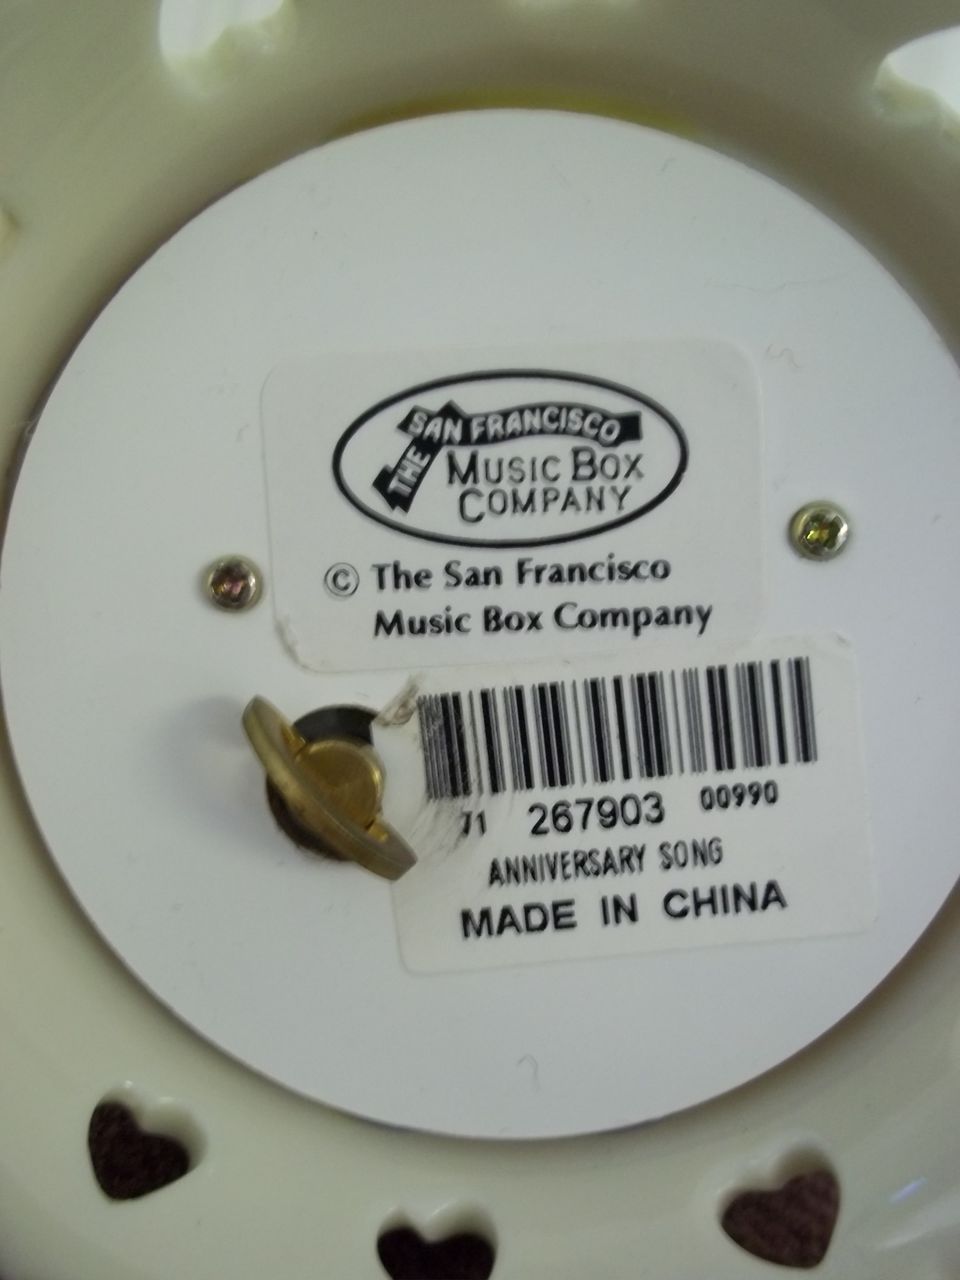 THE SAN FRANCISCO
MUSIC BOX
COMPANY
© The San Francisco
Music Box Company
71 267903 00990
ANNIVERSARY SONG
MADE IN CHINA